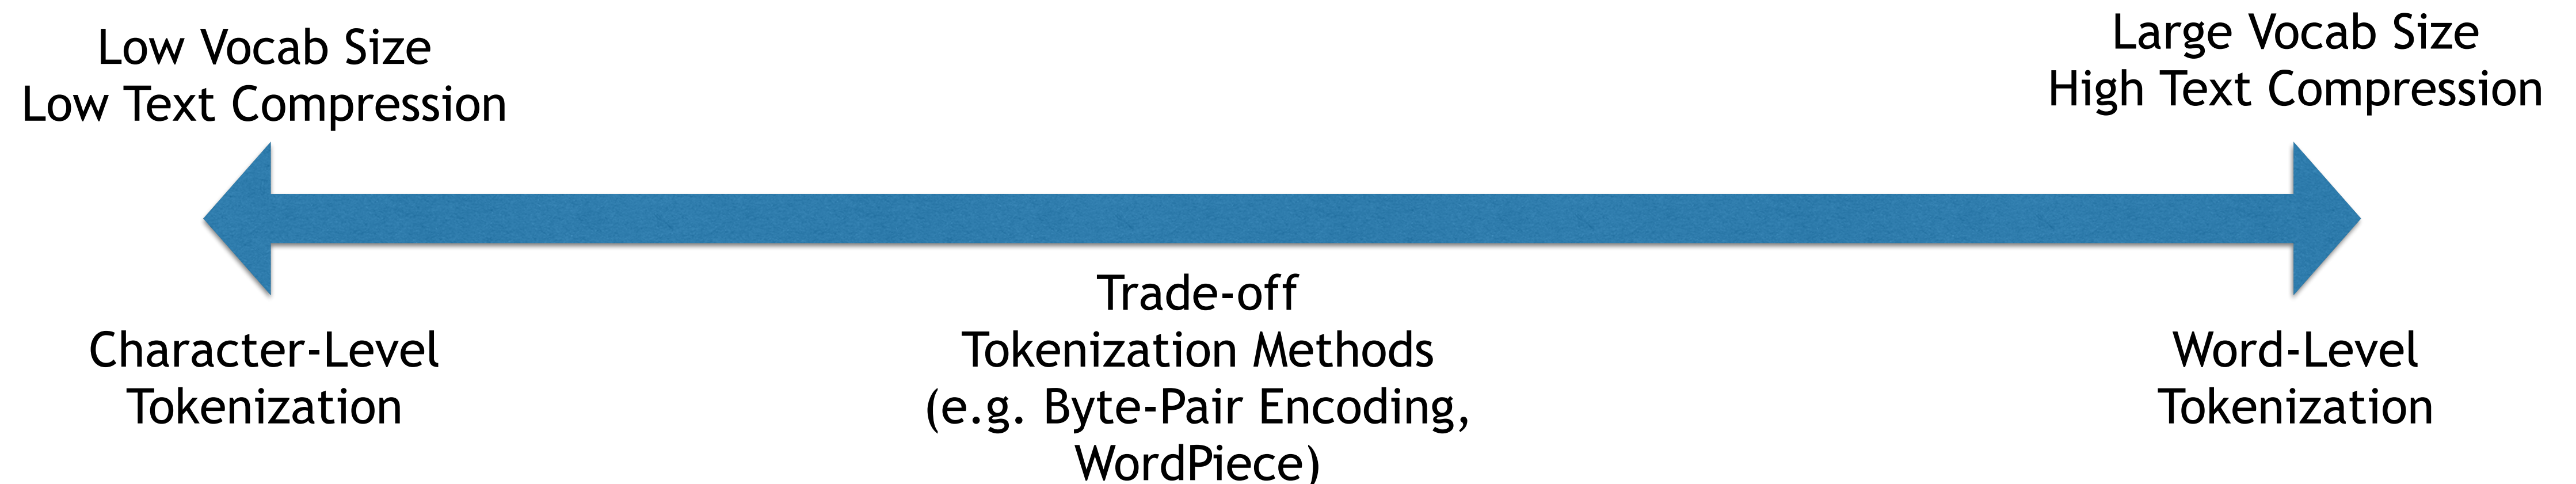 Low Vocab Size
Low Text Compression
Large Vocab Size
High Text Compression
Character-Level
Tokenization
Trade-off
Tokenization Methods
(e.g. Byte-Pair Encoding,
WordPiece)
Word-Level
Tokenization